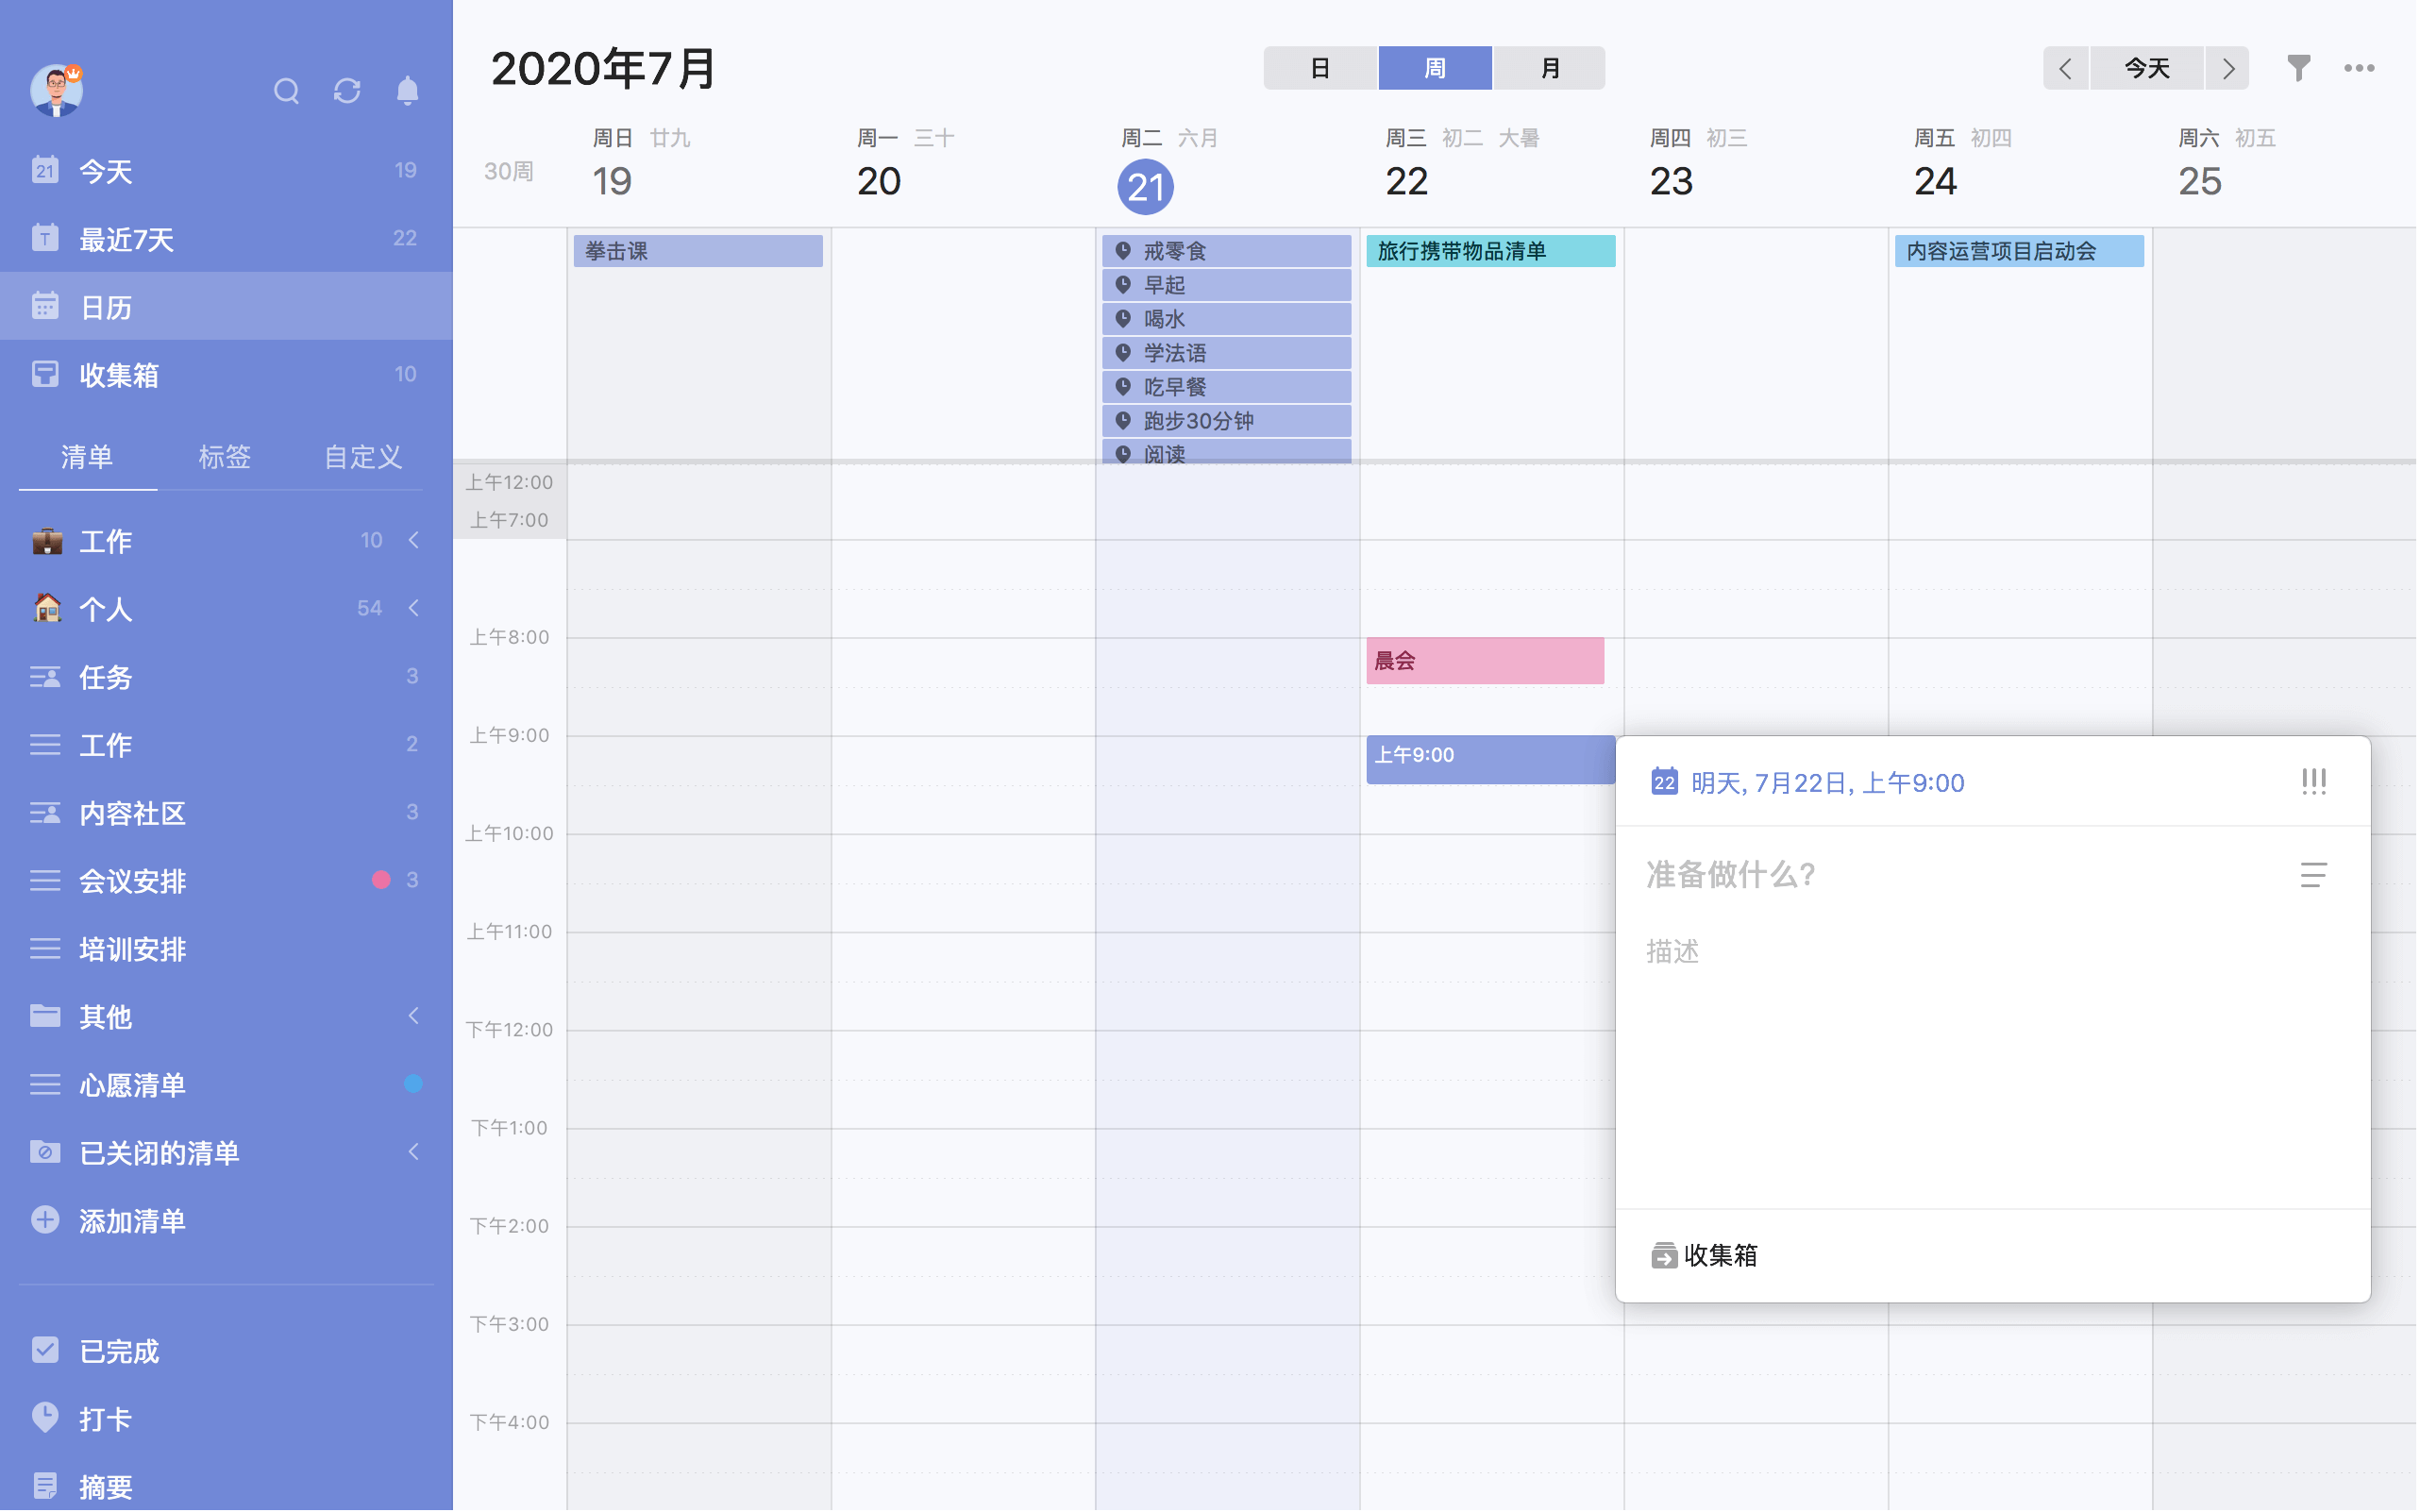 21 今天 19
T 最近7天 22
日历
收集箱 10
清单 标签 自定义
工作 10
个人 54
任务 3
工作 2
内容社区 3
会议安排 3
培训安排
其他
心愿清单
已关闭的清单
添加清单
已完成
打卡
摘要
2020年7月
日 周 月
今天
30周
周日 廿九
19
周一 三十
20
周二 六月
21
周三 初二 大暑
22
周四 初三
23
周五 初四
24
周六 初五
25
拳击课
戒零食
早起
喝水
学法语
吃早餐
跑步30分钟
阅读
旅行携带物品清单
内容运营项目启动会
上午12:00
上午7:00
上午8:00
上午9:00
上午10:00
上午11:00
下午12:00
下午1:00
下午2:00
下午3:00
下午4:00
晨会
上午9:00
22 明天, 7月22日, 上午9:00
准备做什么?
描述
收集箱